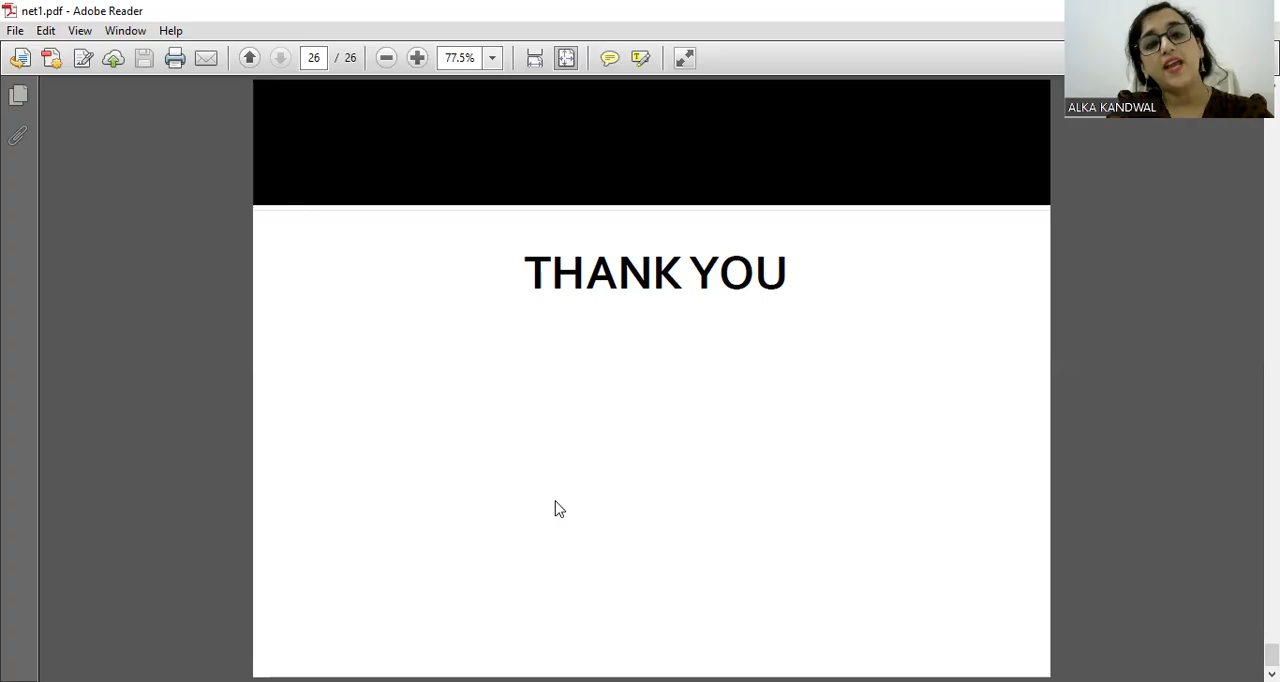 net1.pdf - Adobe Reader
File Edit View Window Help
26 / 26 77.5%
ALKA KANDWAL
THANK YOU